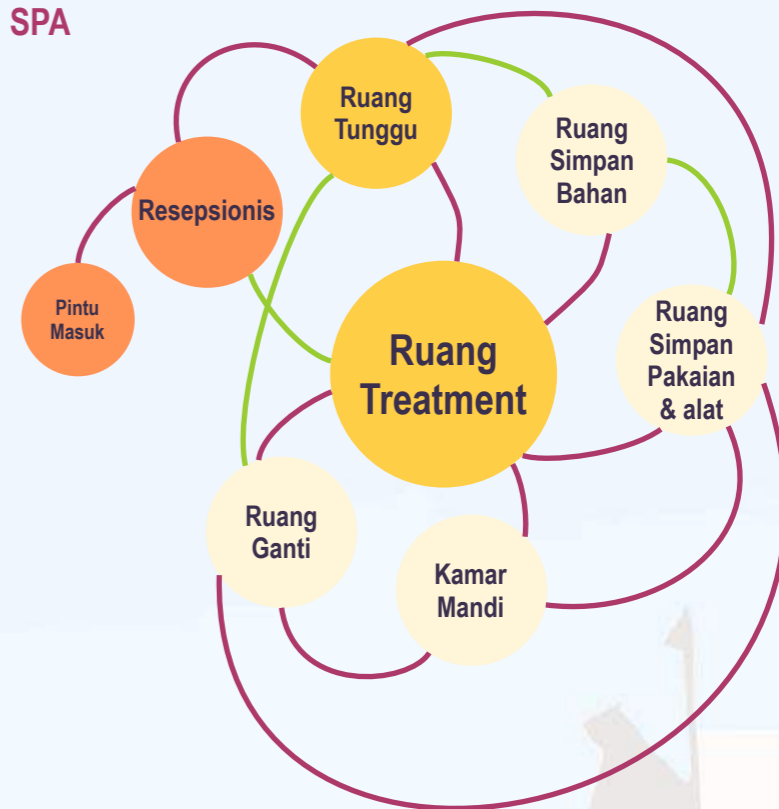 SPA
Ruang
Tunggu
Ruang
Simpan
Bahan
Resepsionis
Pintu
Masuk
Ruang
Treatment
Ruang
Simpan
Pakaian
& alat
Ruang
Ganti
Kamar
Mandi